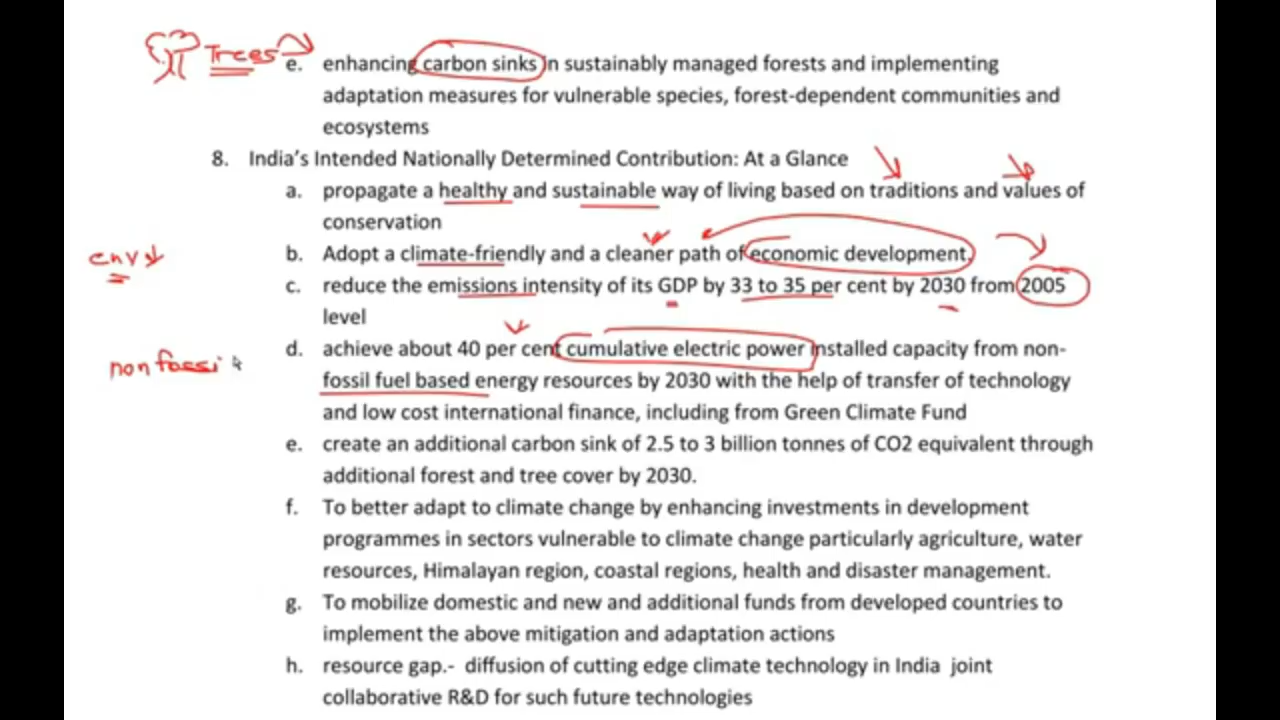 Trees
e. enhancing carbon sinks in sustainably managed forests and implementing
adaptation measures for vulnerable species, forest-dependent communities and
ecosystems
8. India's Intended Nationally Determined Contribution: At a Glance
a. propagate a healthy and sustainable way of living based on traditions and values of
conservation
env b. Adopt a climate-friendly and a cleaner path of economic development.
c. reduce the emissions intensity of its GDP by 33 to 35 per cent by 2030 from 2005
level
d. achieve about 40 per cent cumulative electric power installed capacity from non-
non fossi fossil fuel based energy resources by 2030 with the help of transfer of technology
and low cost international finance, including from Green Climate Fund
e. create an additional carbon sink of 2.5 to 3 billion tonnes of CO2 equivalent through
additional forest and tree cover by 2030.
f. To better adapt to climate change by enhancing investments in development
programmes in sectors vulnerable to climate change particularly agriculture, water
resources, Himalayan region, coastal regions, health and disaster management.
g. To mobilize domestic and new and additional funds from developed countries to
implement the above mitigation and adaptation actions
h. resource gap.- diffusion of cutting edge climate technology in India joint
collaborative R&D for such future technologies